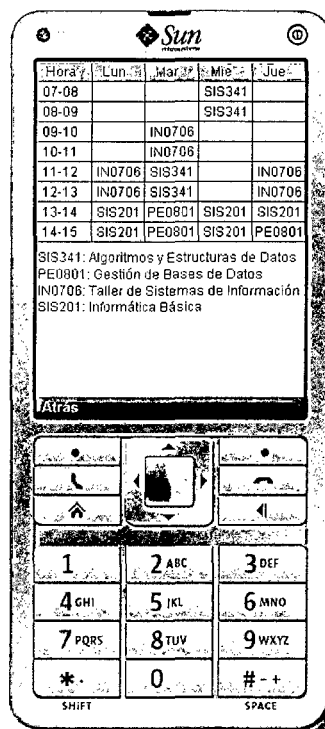 Sun
microsystems
Hora Lun Mar Mie Jue
07-08 SIS341
08-09 SIS341
09-10 IN0706
10-11 IN0706
11-12 IN0706 SIS341 IN0706
12-13 IN0706 SIS341 IN0706
13-14 SIS201 PE0801 SIS201 SIS201
14-15 SIS201 PE0801 SIS201 PE0801
SIS341: Algoritmos y Estructuras de Datos
PE0801: Gestión de Bases de Datos
IN0706: Taller de Sistemas de Información
SIS201: Informática Básica
Atrás
1 2 ABC 3 DEF
4 GHI 5 JKL 6 MNO
7 PQRS 8 TUV 9 WXYZ
* 0 # - +
SHIFT SPACE